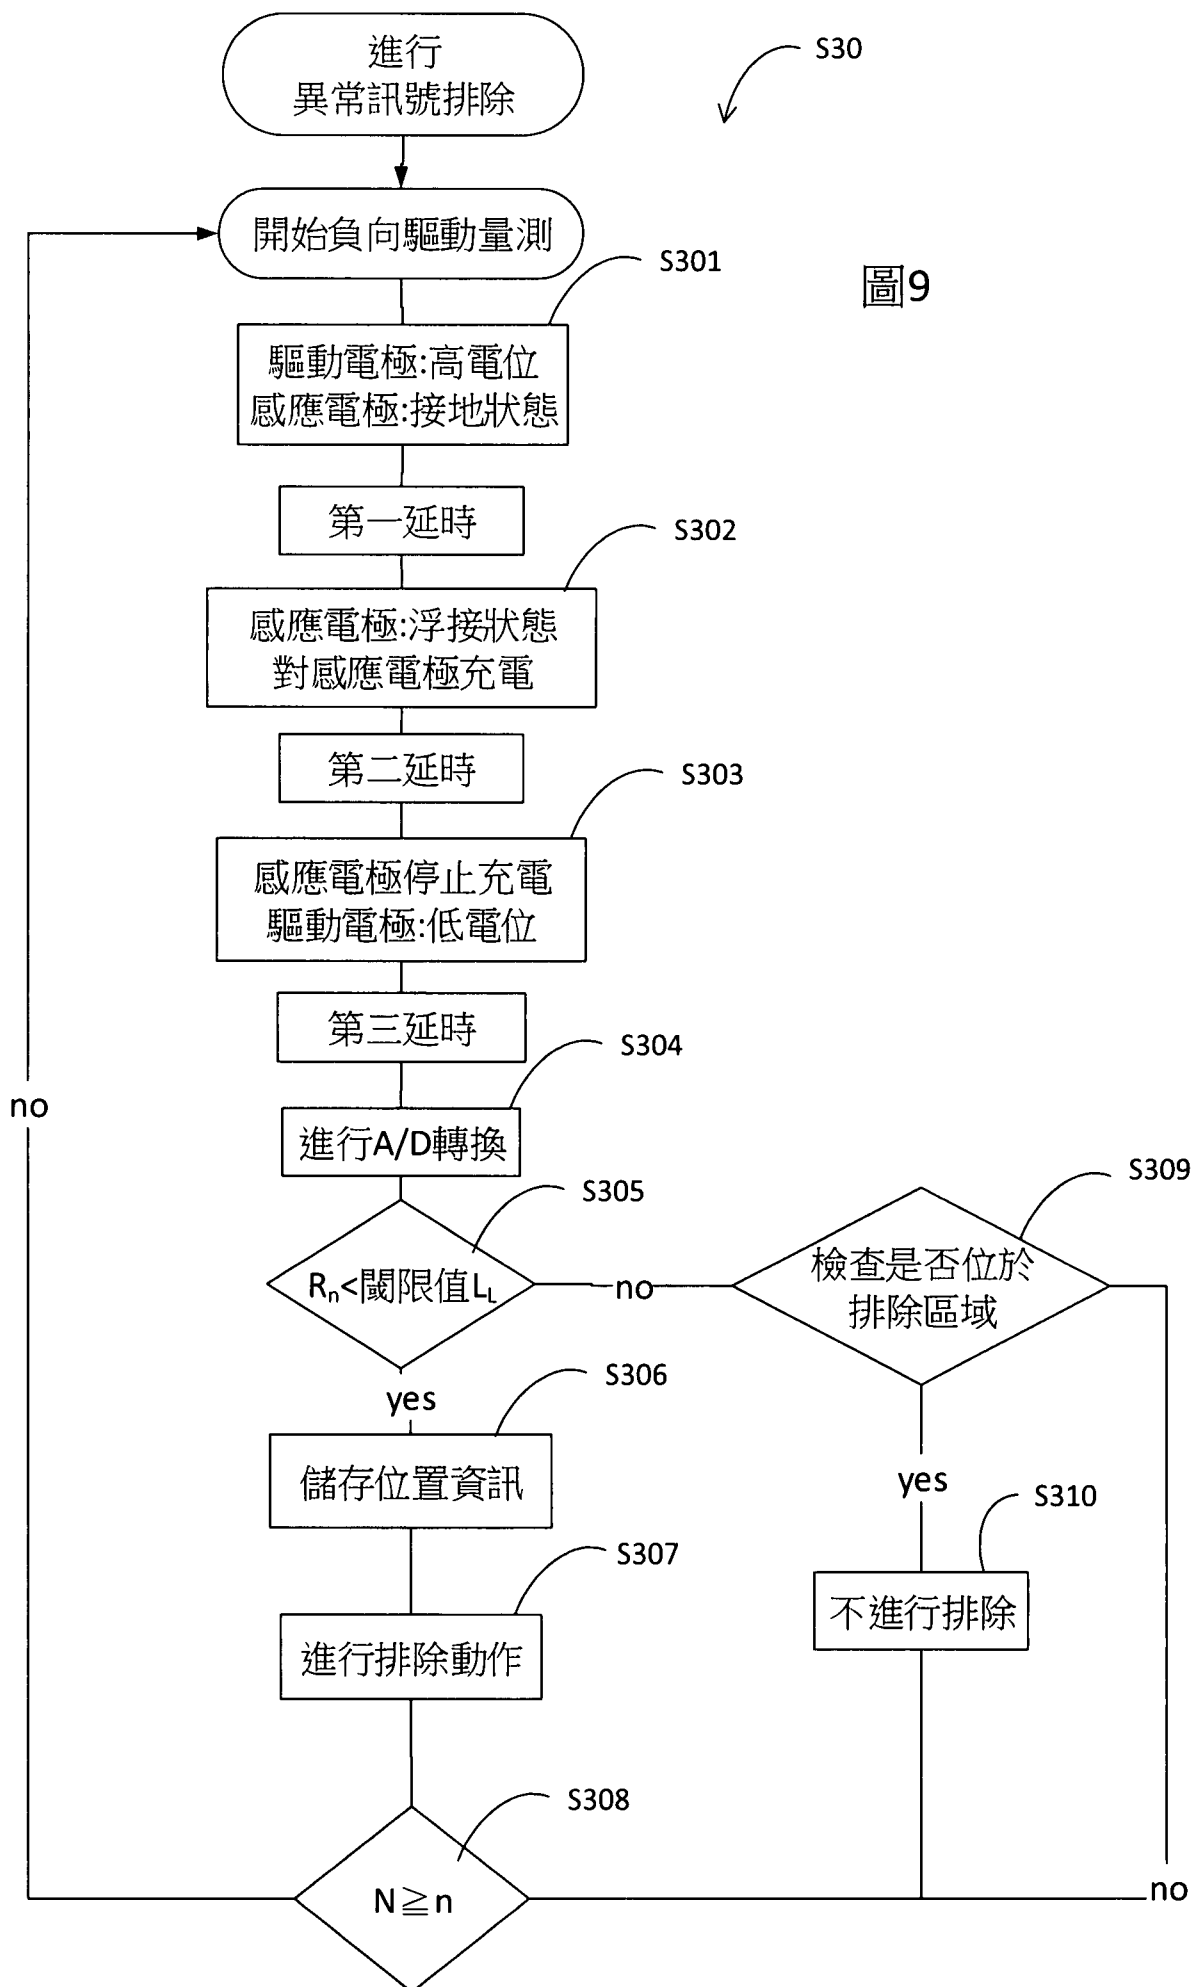 進行
異常訊號排除
S30
開始負向驅動量測
S301
圖9
驅動電極:高電位
感應電極:接地狀態
第一延時
S302
感應電極:浮接狀態
對感應電極充電
第二延時
S303
感應電極停止充電
驅動電極:低電位
第三延時
S304
no
進行A/D轉換
S305
S309
Rn<閾限值LL
no
檢查是否位於
排除區域
yes
S306
儲存位置資訊
yes
S310
S307
進行排除動作
不進行排除
S308
N≧n
no